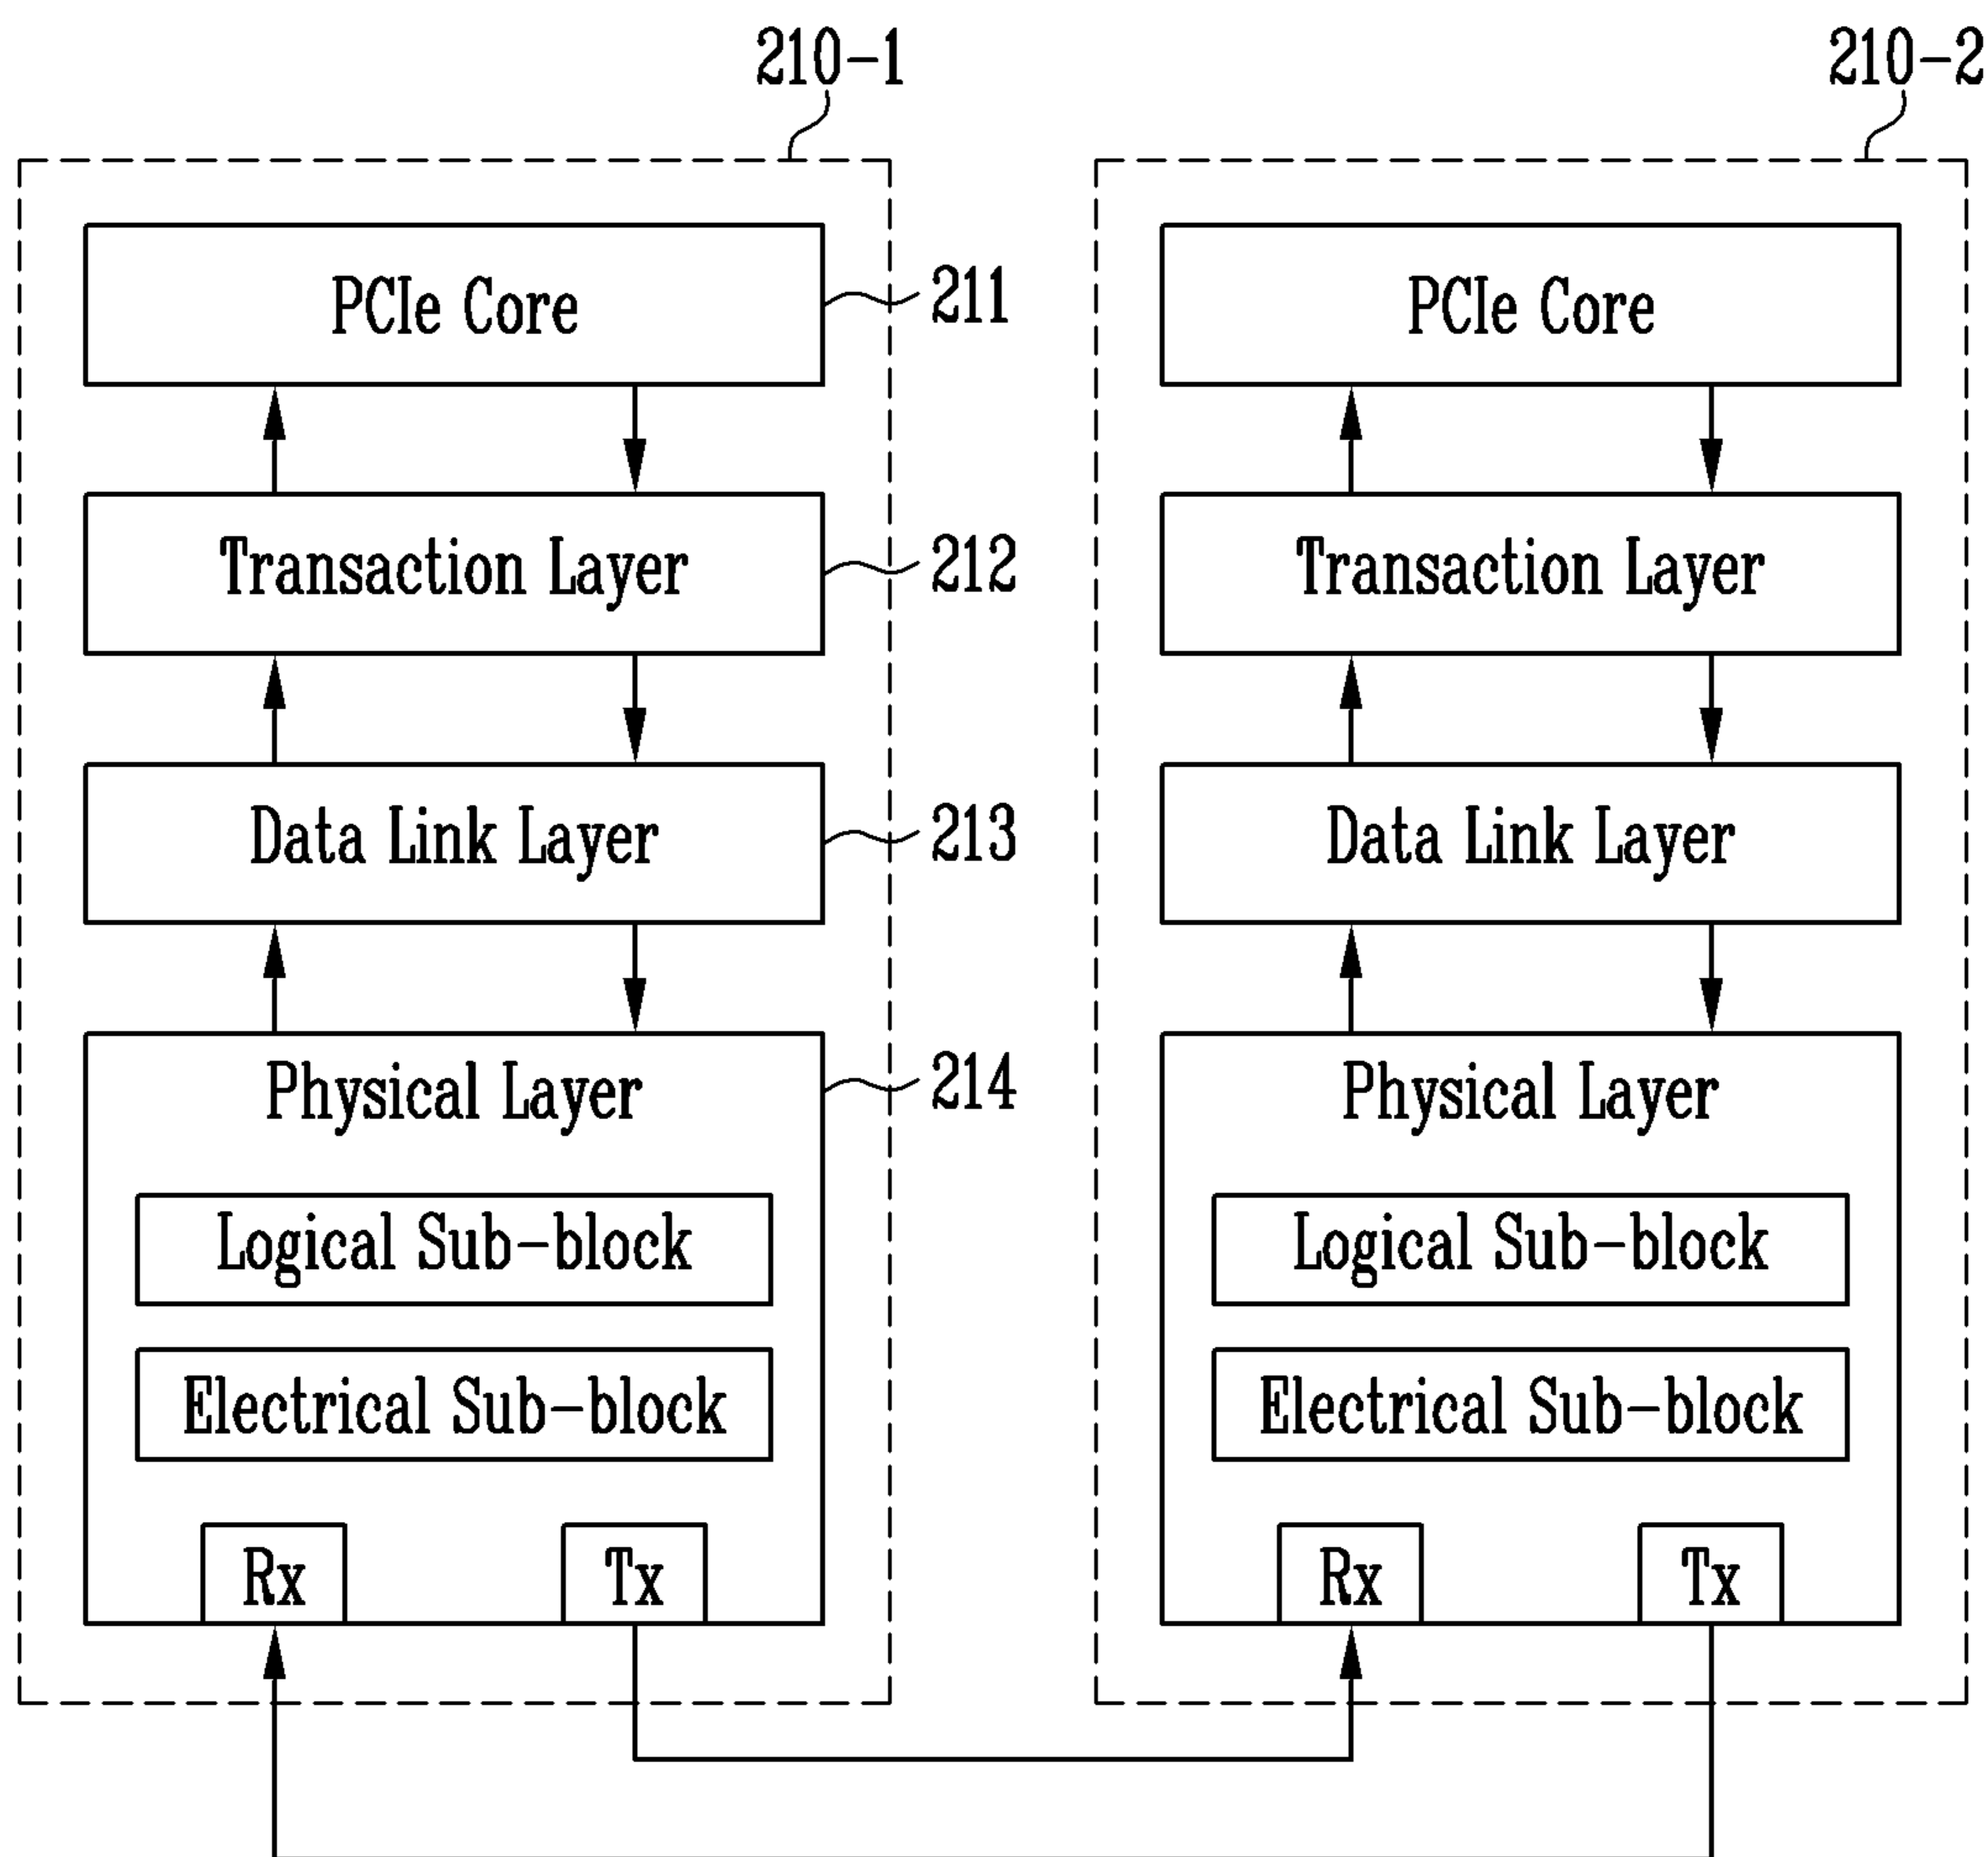 210-1
210-2
PCIe Core
211
PCIe Core
Transaction Layer
212
Transaction Layer
Data Link Layer
213
Data Link Layer
Physical Layer
214
Physical Layer
Logical Sub-block
Logical Sub-block
Electrical Sub-block
Electrical Sub-block
Rx
Tx
Rx
Tx